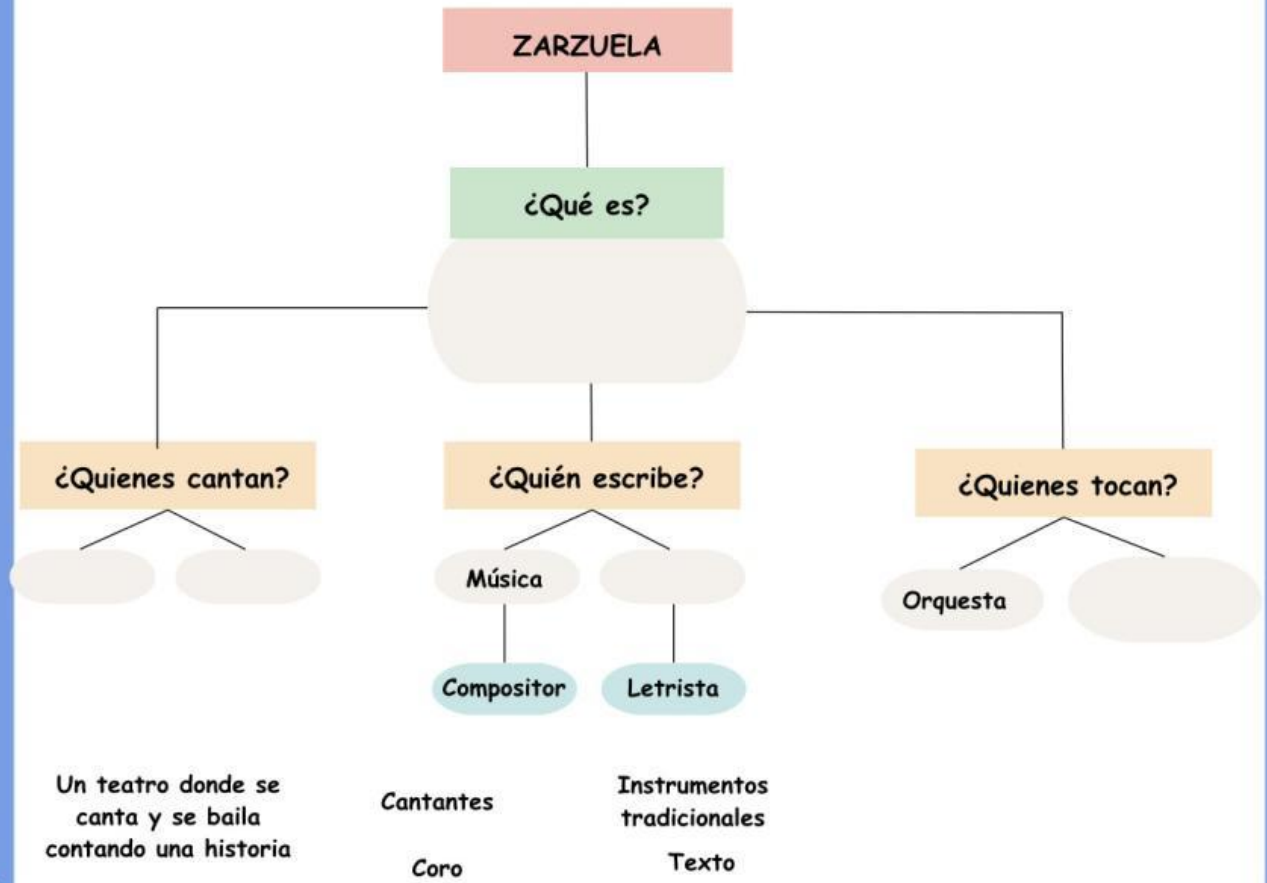 ZARZUELA
¿Qué es?
¿Quienes cantan?
¿Quién escribe?
¿Quienes tocan?
Música
Orquesta
Compositor
Letrista
Un teatro donde se
canta y se baila
contando una historia
Cantantes
Coro
Instrumentos
tradicionales
Texto